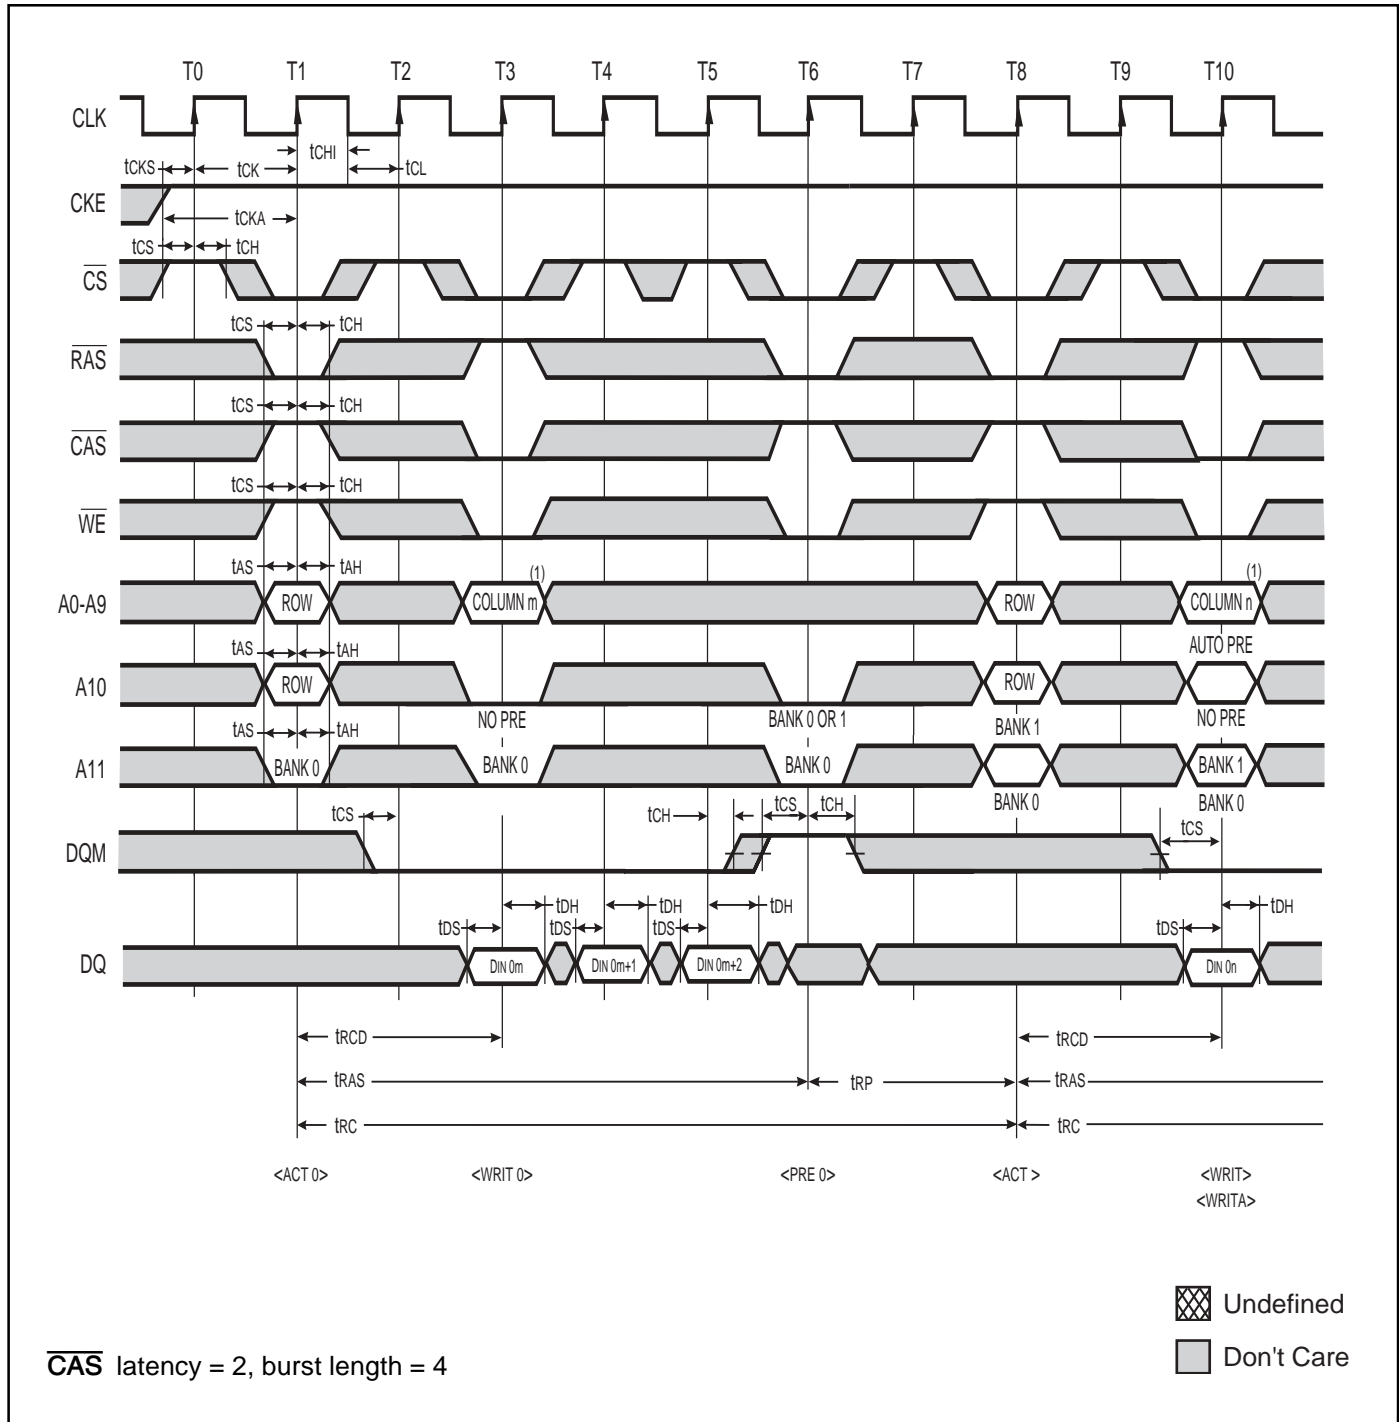 T0 T1 T2 T3 T4 T5 T6 T7 T8 T9 T10
CLK
tCHI
tCKS tCK tCL
CKE
tCKA
tCS tCH
CS
tCS tCH
RAS
tCS tCH
CAS
tCS tCH
WE
tAS tAH (1) (1)
A0-A9 ROW COLUMN m ROW COLUMN n
tAS tAH AUTO PRE
A10 ROW ROW
NO PRE BANK 0 OR 1 BANK 1 NO PRE
tAS tAH
A11 BANK 0 BANK 0 BANK 0 BANK 1
BANK 0 BANK 0
tCS tCH tCS tCH tCS
DQM
tDH tDH tDH tDH
tDS tDS tDS tDS
DQ DIN 0m DIN 0m+1 DIN 0m+2 DIN 0n
tRCD tRCD
tRAS tRP tRAS
tRC tRC
<ACT 0> <WRIT 0> <PRE 0> <ACT > <WRIT>
<WRITA>
Undefined
Don't Care
CAS latency = 2, burst length = 4